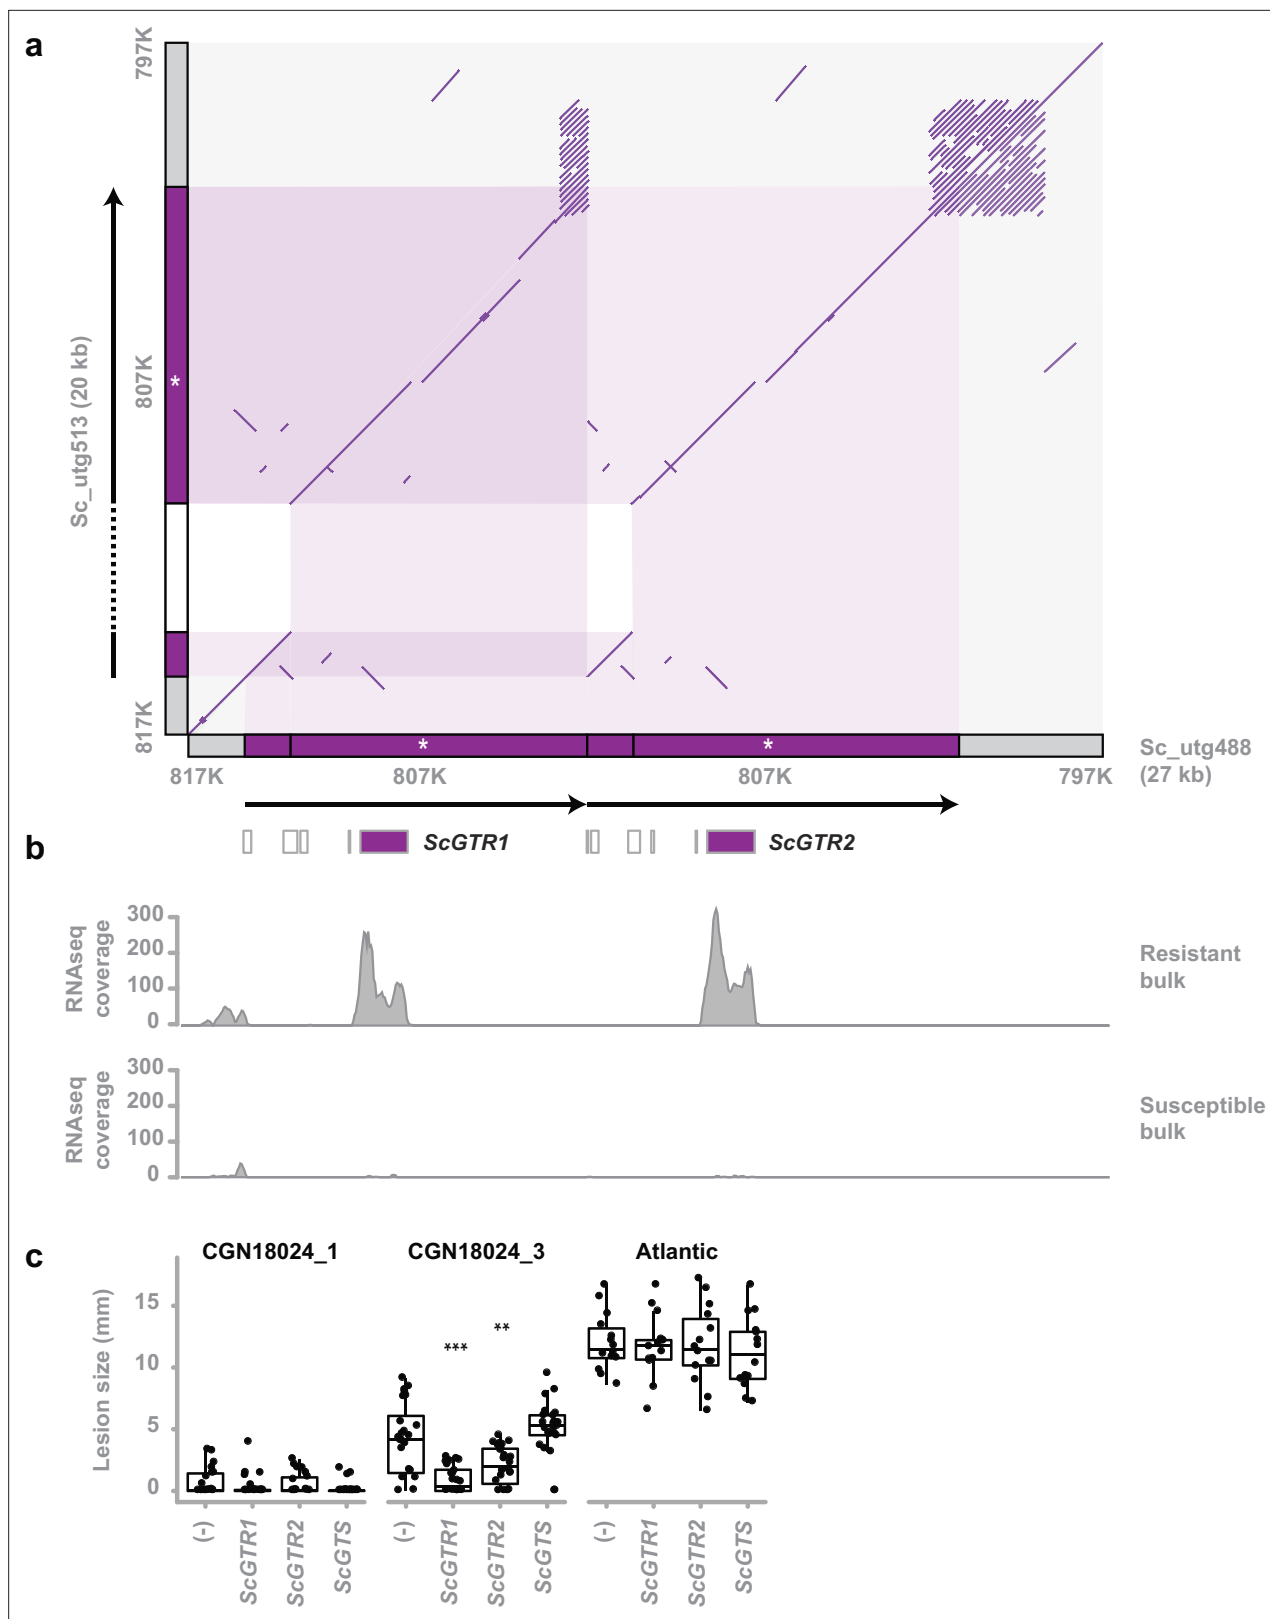 a
797K
807K
817K
Sc_utg513 (20 kb)
*
*
*
817K
807K
807K
797K
Sc_utg488
(27 kb)
ScGTR1
ScGTR2
b
RNAseq
coverage
300
200
100
0
Resistant
bulk
RNAseq
coverage
300
200
100
0
Susceptible
bulk
c
CGN18024_1
CGN18024_3
Atlantic
Lesion size (mm)
15
10
5
0
***
**
(-)
ScGTR1
ScGTR2
ScGTS
(-)
ScGTR1
ScGTR2
ScGTS
(-)
ScGTR1
ScGTR2
ScGTS